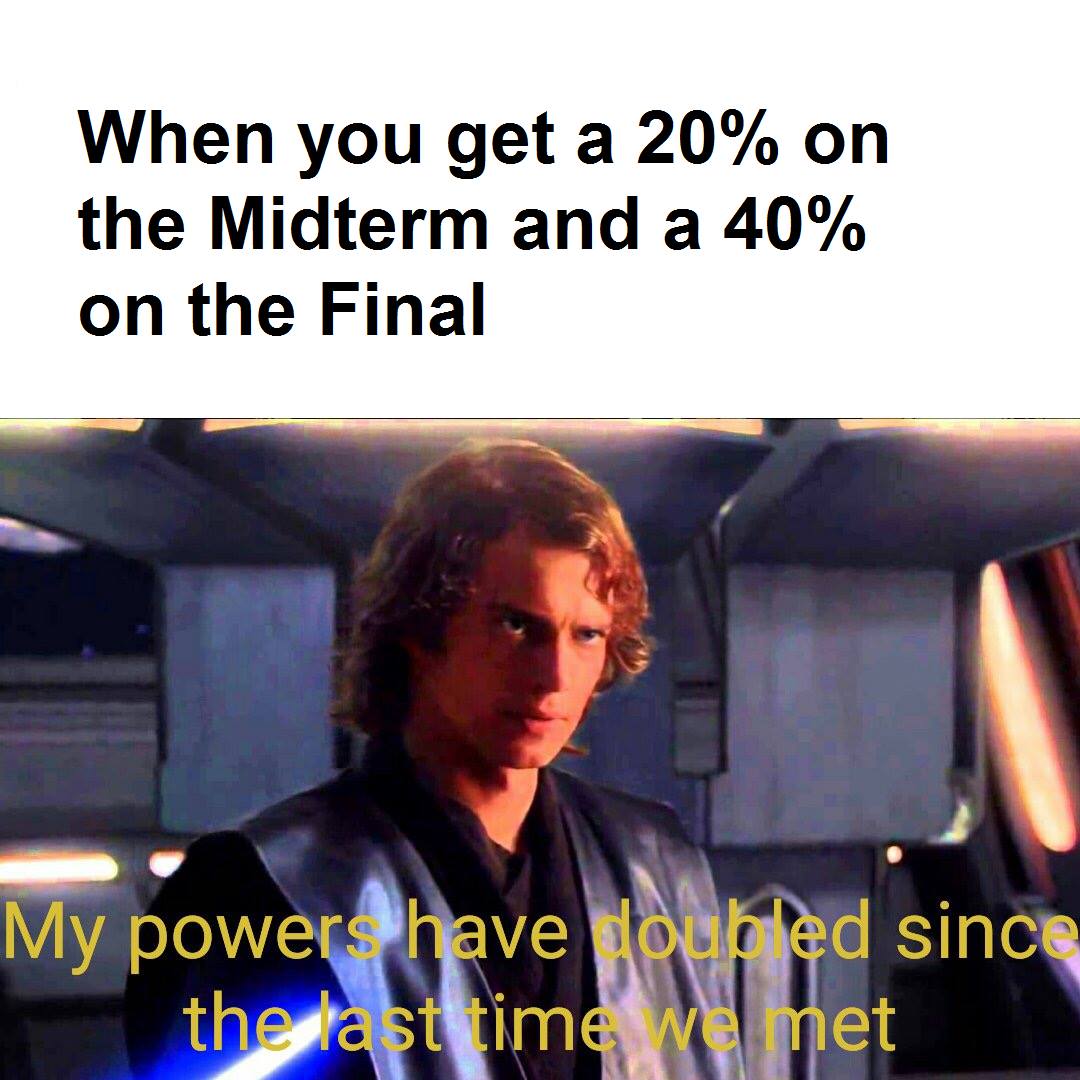 When you get a 20% on
the Midterm and a 40%
on the Final
My powers have doubled since
the last time we met